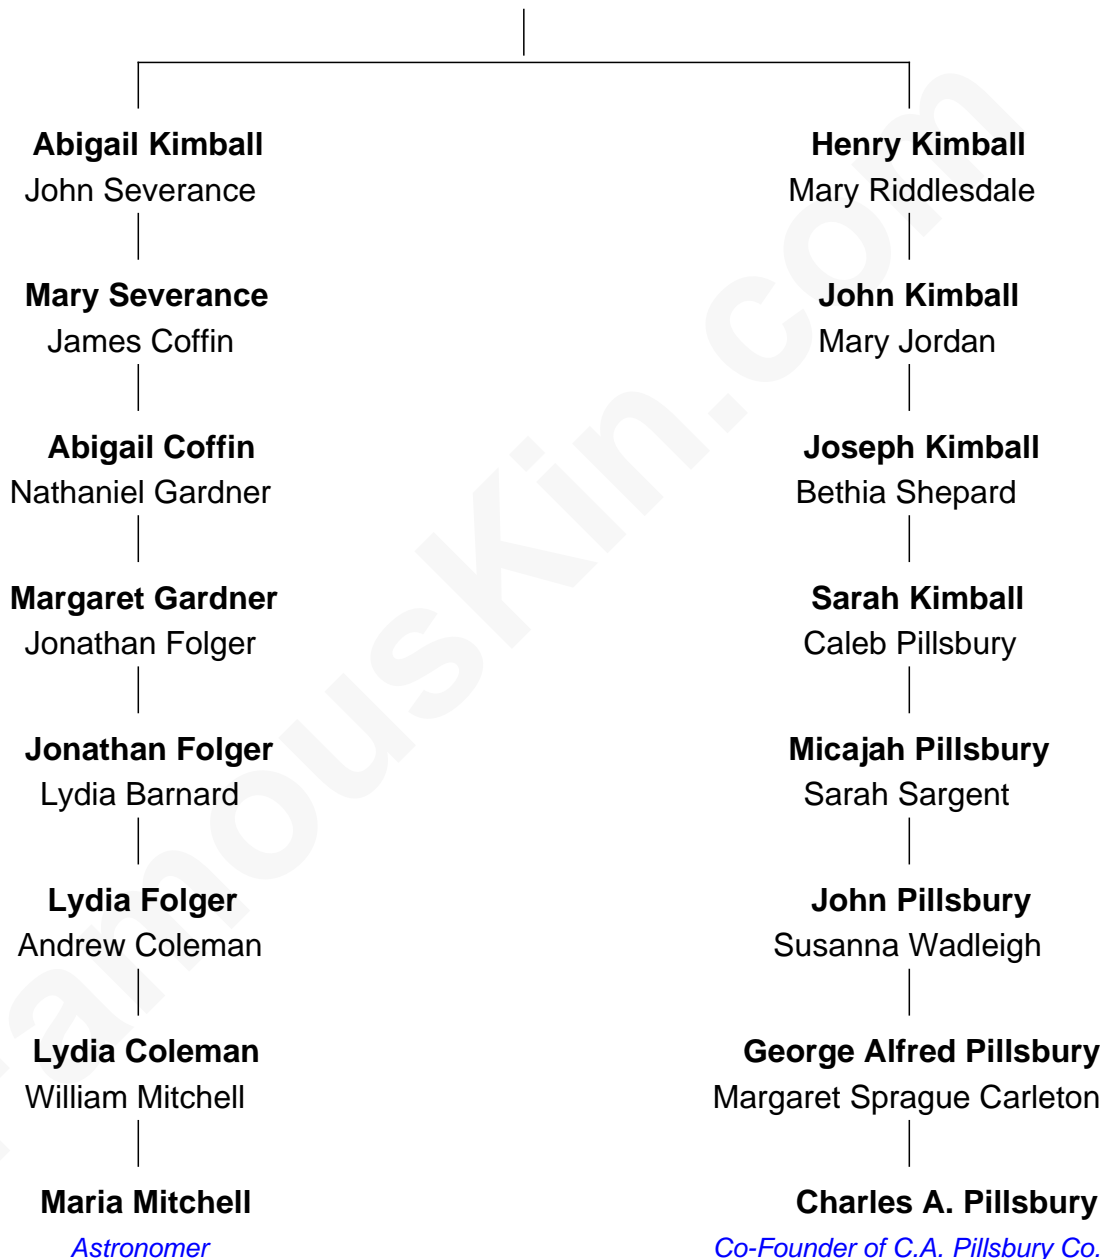 Abigail Kimball
John Severance
Mary Severance
James Coffin
Abigail Coffin
Nathaniel Gardner
Margaret Gardner
Jonathan Folger
Jonathan Folger
Lydia Barnard
Lydia Folger
Andrew Coleman
Lydia Coleman
William Mitchell
Maria Mitchell
Astronomer
Henry Kimball
Mary Riddlesdale
John Kimball
Mary Jordan
Joseph Kimball
Bethia Shepard
Sarah Kimball
Caleb Pillsbury
Micajah Pillsbury
Sarah Sargent
John Pillsbury
Susanna Wadleigh
George Alfred Pillsbury
Margaret Sprague Carleton
Charles A. Pillsbury
Co-Founder of C.A. Pillsbury Co.
FamousKin.com